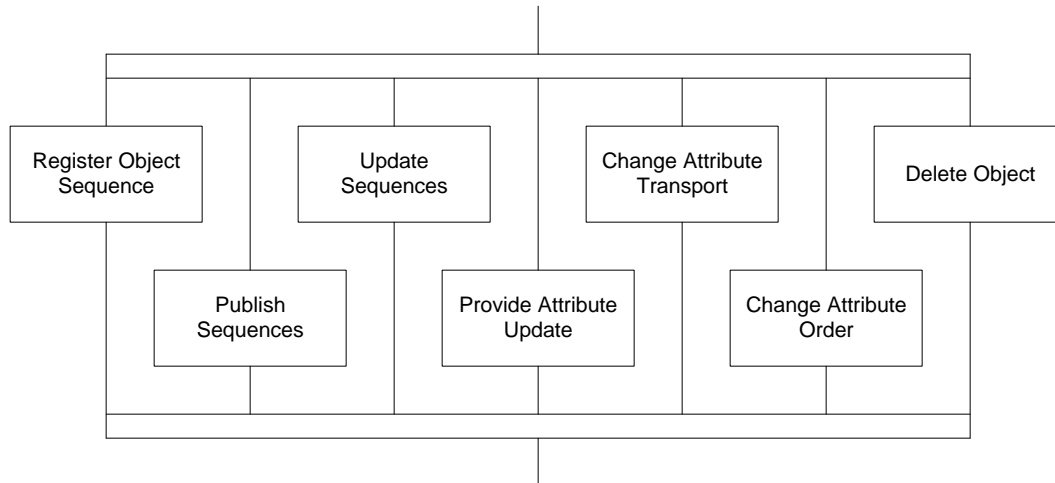 Register Object
Sequence
Update
Sequences
Change Attribute
Transport
Delete Object
Publish
Sequences
Provide Attribute
Update
Change Attribute
Order